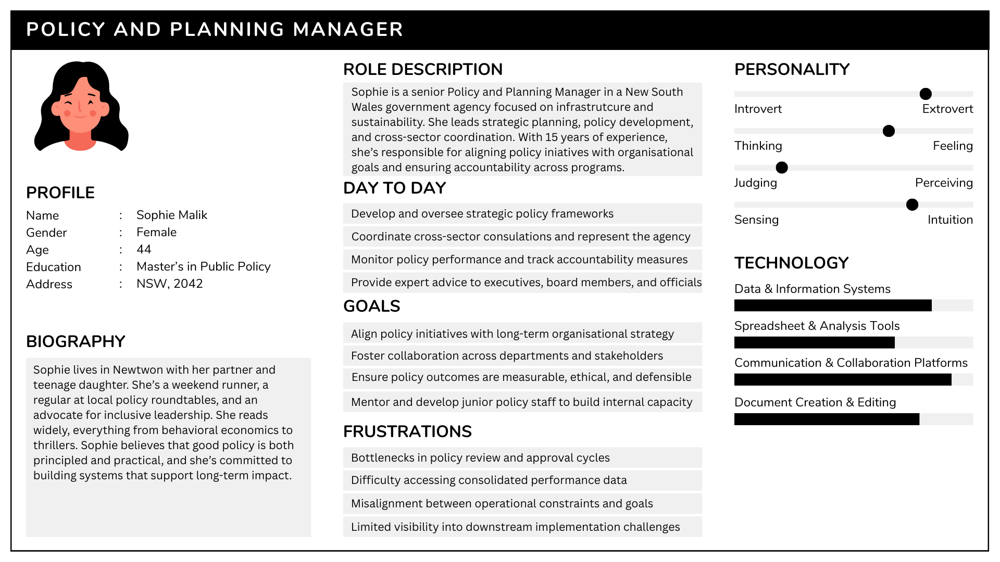 POLICY AND PLANNING MANAGER
PROFILE
Name : Sophie Malik
Gender : Female
Age : 44
Education : Master’s in Public Policy
Address : NSW, 2042
BIOGRAPHY
Sophie lives in Newtwon with her partner and
teenage daughter. She’s a weekend runner, a
regular at local policy roundtables, and an
advocate for inclusive leadership. She reads
widely, everything from behavioral economics to
thrillers. Sophie believes that good policy is both
principled and practical, and she’s committed to
building systems that support long-term impact.
ROLE DESCRIPTION
Sophie is a senior Policy and Planning Manager in a New South
Wales government agency focused on infrastrutcure and
sustainability. She leads strategic planning, policy development,
and cross-sector coordination. With 15 years of experience,
she’s responsible for aligning policy iniatives with organisational
goals and ensuring accountability across programs.
DAY TO DAY
Develop and oversee strategic policy frameworks
Coordinate cross-sector consulations and represent the agency
Monitor policy performance and track accountability measures
Provide expert advice to executives, board members, and officials
GOALS
Align policy initiatives with long-term organisational strategy
Foster collaboration across departments and stakeholders
Ensure policy outcomes are measurable, ethical, and defensible
Mentor and develop junior policy staff to build internal capacity
FRUSTRATIONS
Bottlenecks in policy review and approval cycles
Difficulty accessing consolidated performance data
Misalignment between operational constraints and goals
Limited visibility into downstream implementation challenges
PERSONALITY
Introvert Extrovert
Thinking Feeling
Judging Perceiving
Sensing Intuition
TECHNOLOGY
Data & Information Systems
Spreadsheet & Analysis Tools
Communication & Collaboration Platforms
Document Creation & Editing